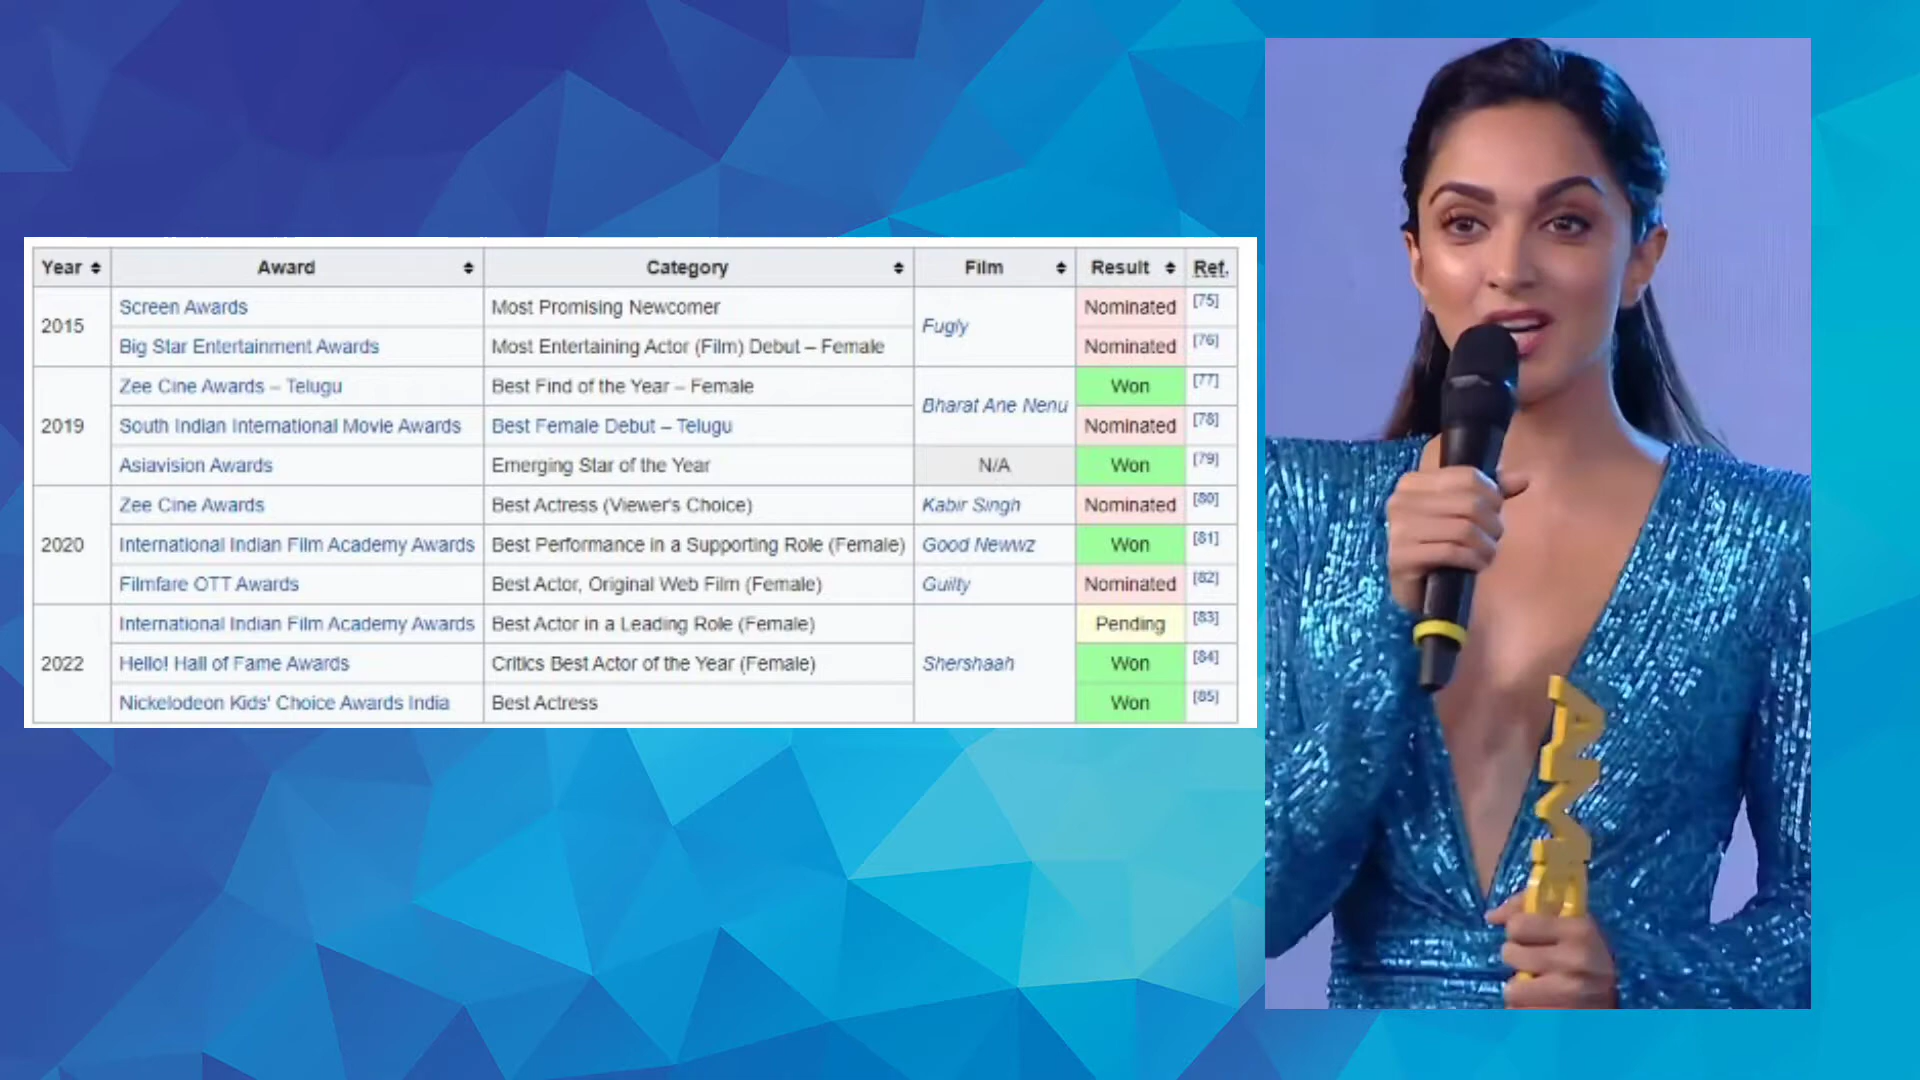 Year Award Category Film Result Ref.
2015 Screen Awards Most Promising Newcomer Fugly Nominated [75]
Big Star Entertainment Awards Most Entertaining Actor (Film) Debut – Female Nominated [76]
2019 Zee Cine Awards – Telugu Best Find of the Year – Female Bharat Ane Nenu Won [77]
South Indian International Movie Awards Best Female Debut – Telugu Nominated [78]
Asiavision Awards Emerging Star of the Year N/A Won [79]
2020 Zee Cine Awards Best Actress (Viewer's Choice) Kabir Singh Nominated [80]
International Indian Film Academy Awards Best Performance in a Supporting Role (Female) Good Newwz Won [81]
Filmfare OTT Awards Best Actor, Original Web Film (Female) Guilty Nominated [82]
2022 International Indian Film Academy Awards Best Actor in a Leading Role (Female) Shershaah Pending [83]
Hello! Hall of Fame Awards Critics Best Actor of the Year (Female) Won [84]
Nickelodeon Kids' Choice Awards India Best Actress Won [85]